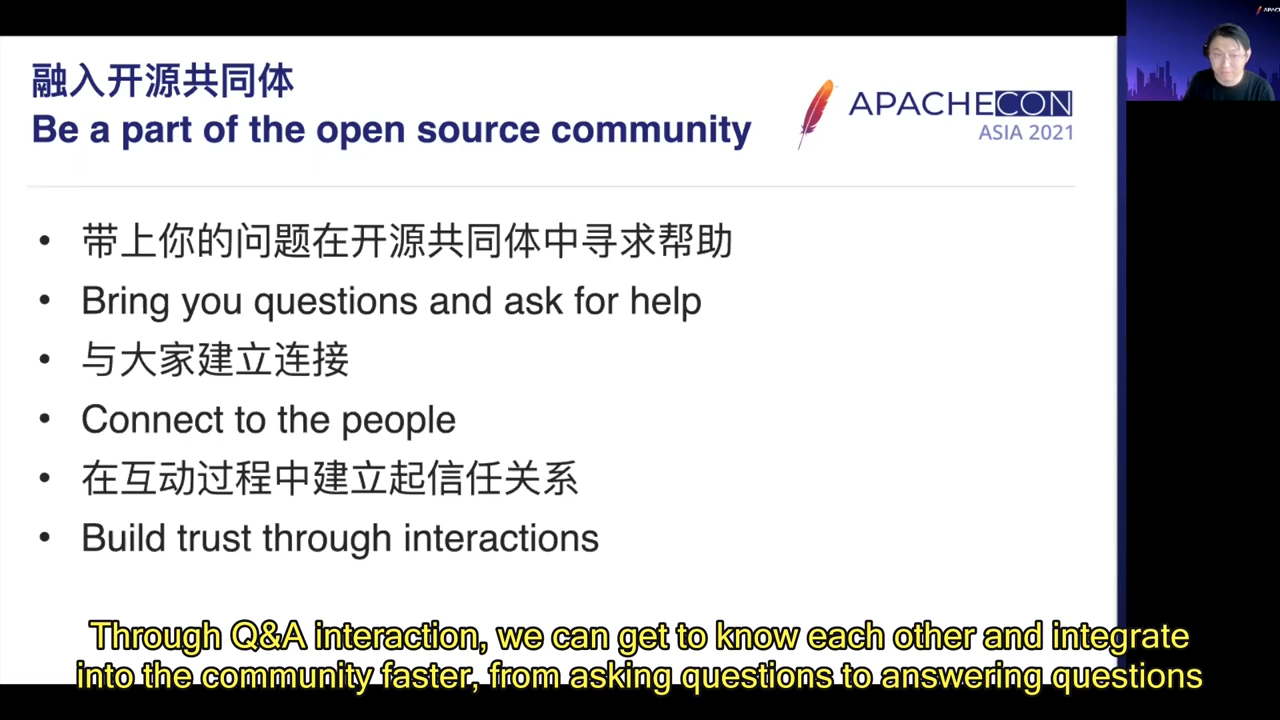 融入开源共同体
Be a part of the open source community
APACHECON
ASIA 2021
带上你的问题在开源共同体中寻求帮助
Bring you questions and ask for help
与大家建立连接
Connect to the people
在互动过程中建立起信任关系
Build trust through interactions
Through Q&A interaction, we can get to know each other and integrate
into the community faster, from asking questions to answering questions